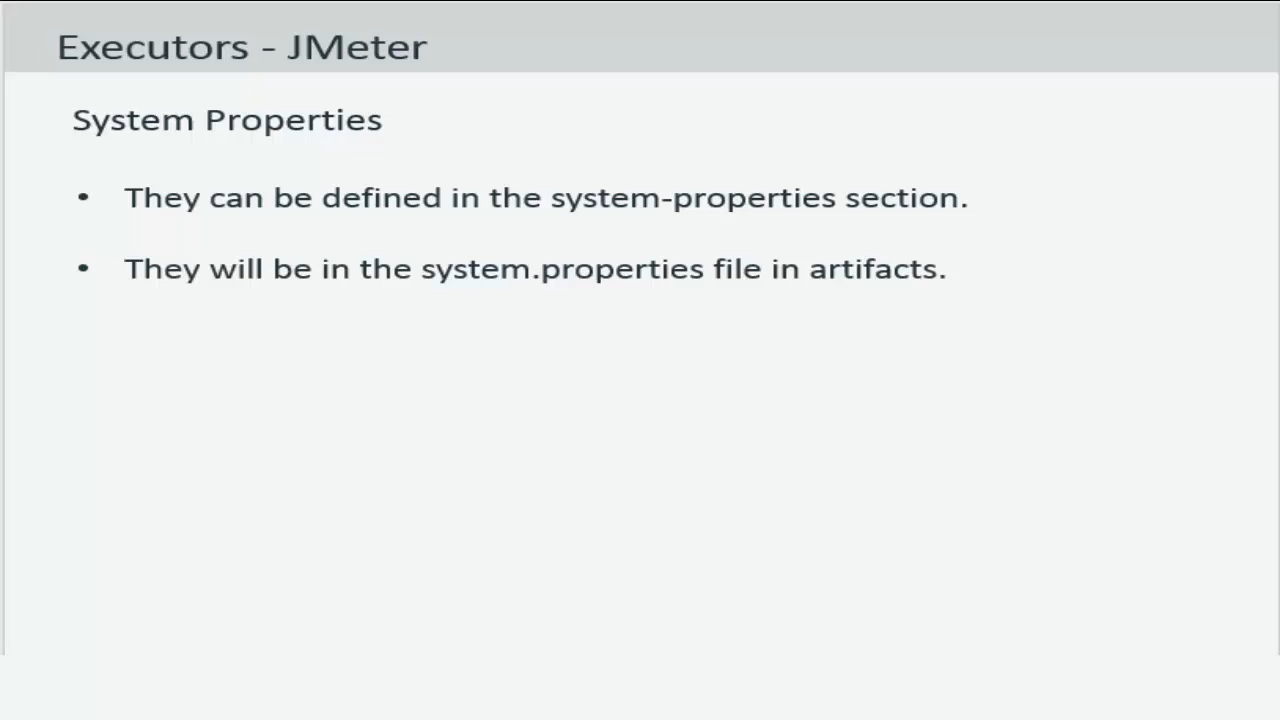 Executors - JMeter
System Properties
• They can be defined in the system-properties section.
• They will be in the system.properties file in artifacts.